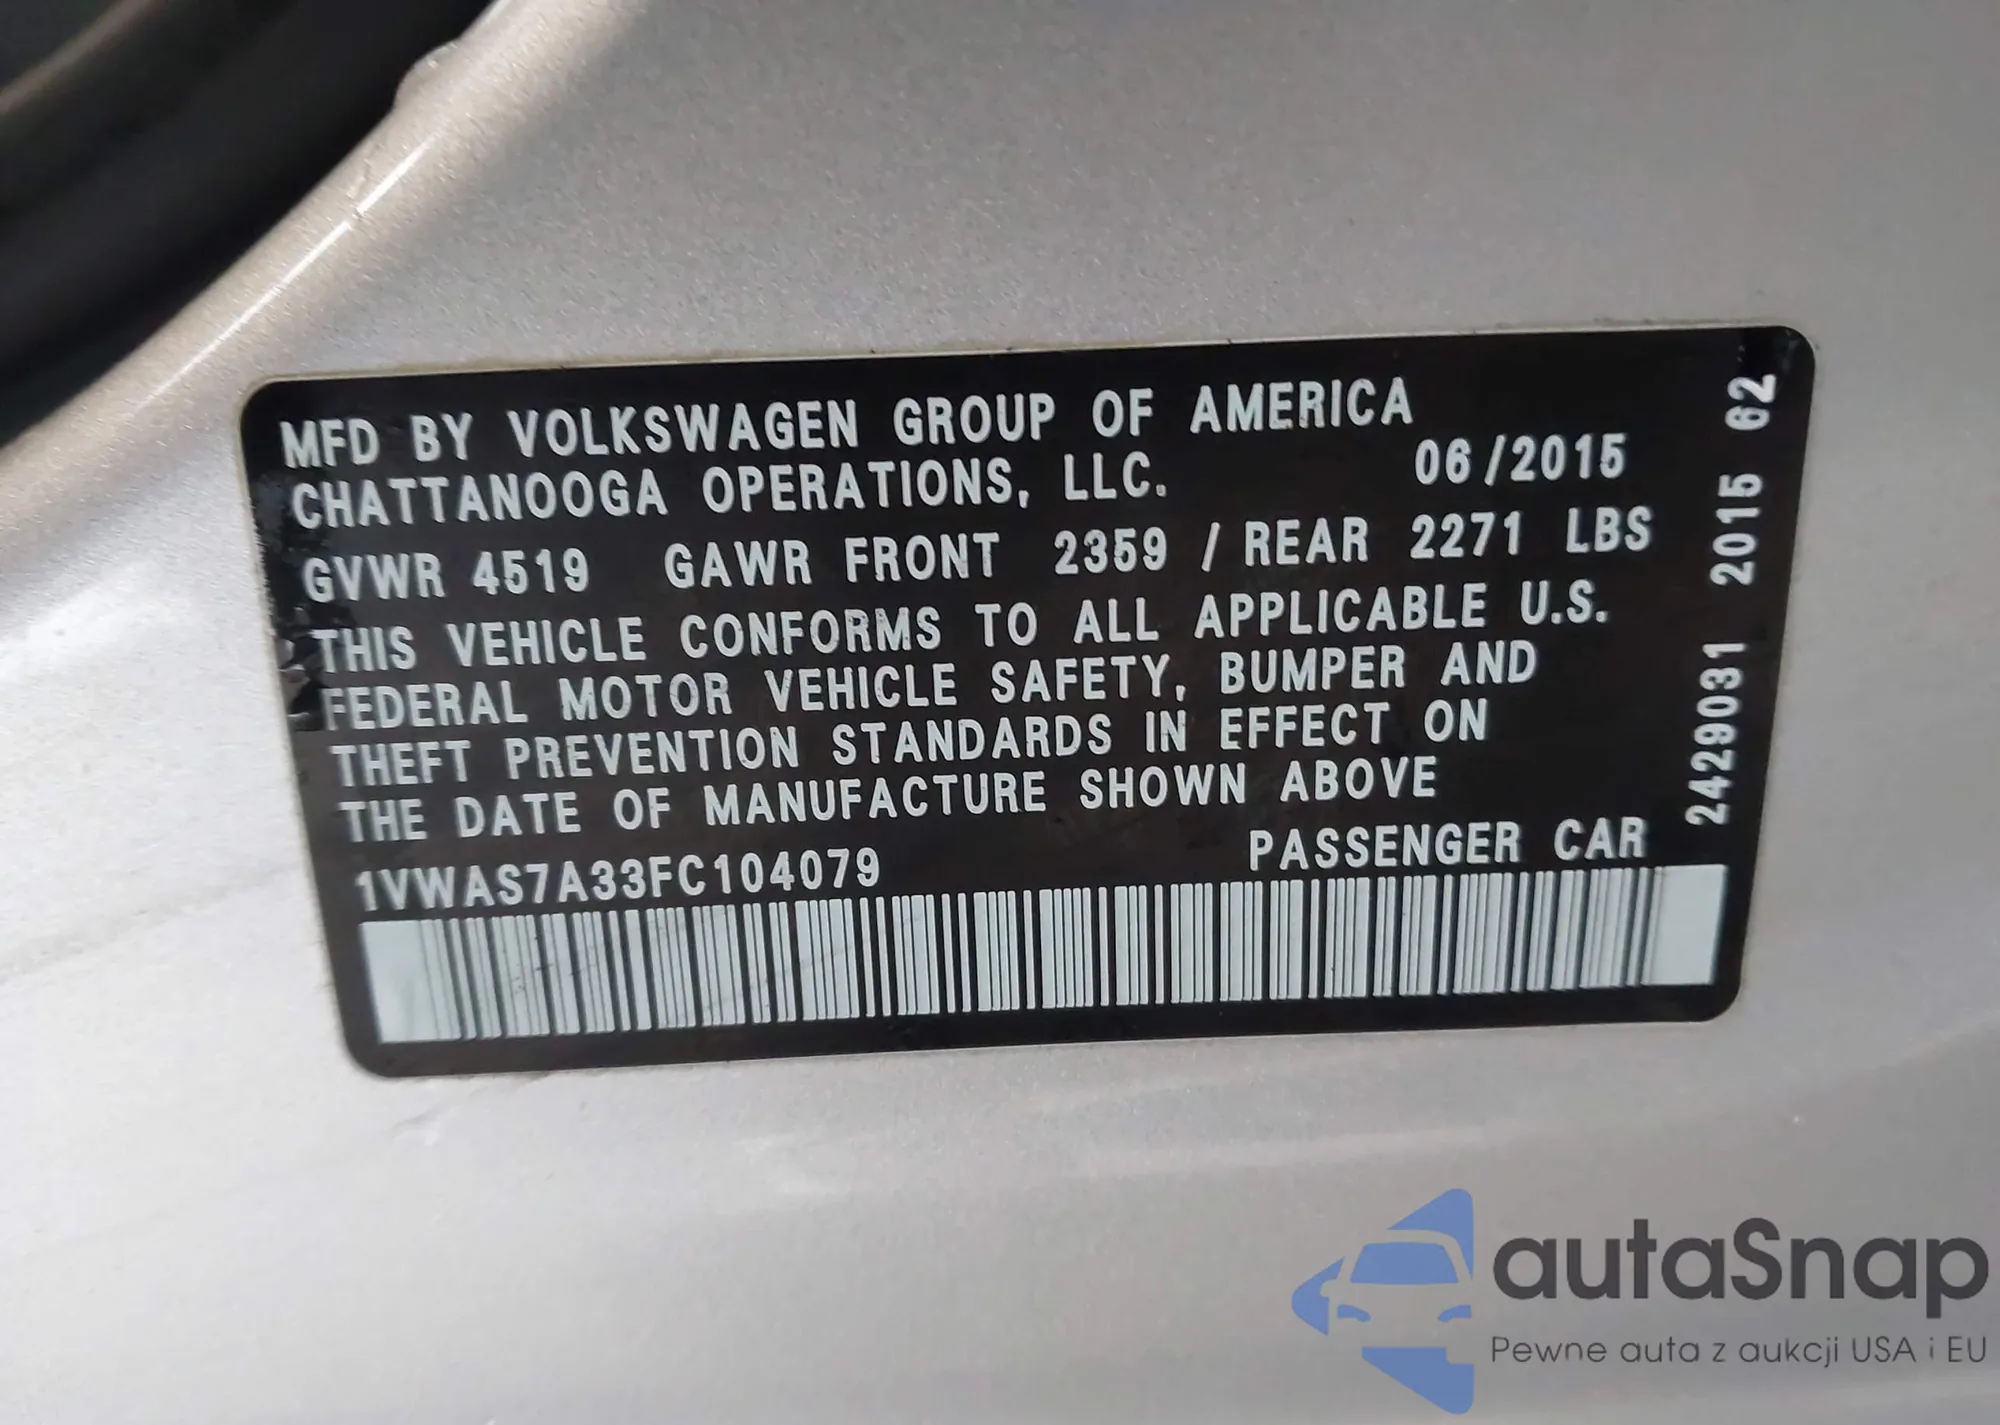 MFD BY VOLKSWAGEN GROUP OF AMERICA
CHATTANOOGA OPERATIONS, LLC. 06/2015
GVWR 4519 GAWR FRONT 2359 / REAR 2271 LBS
THIS VEHICLE CONFORMS TO ALL APPLICABLE U.S.
FEDERAL MOTOR VEHICLE SAFETY, BUMPER AND
THEFT PREVENTION STANDARDS IN EFFECT ON
THE DATE OF MANUFACTURE SHOWN ABOVE
1VWAS7A33FC104079 PASSENGER CAR
2429031 2015 62
autaSnap
Pewne auta z aukcji USA i EU